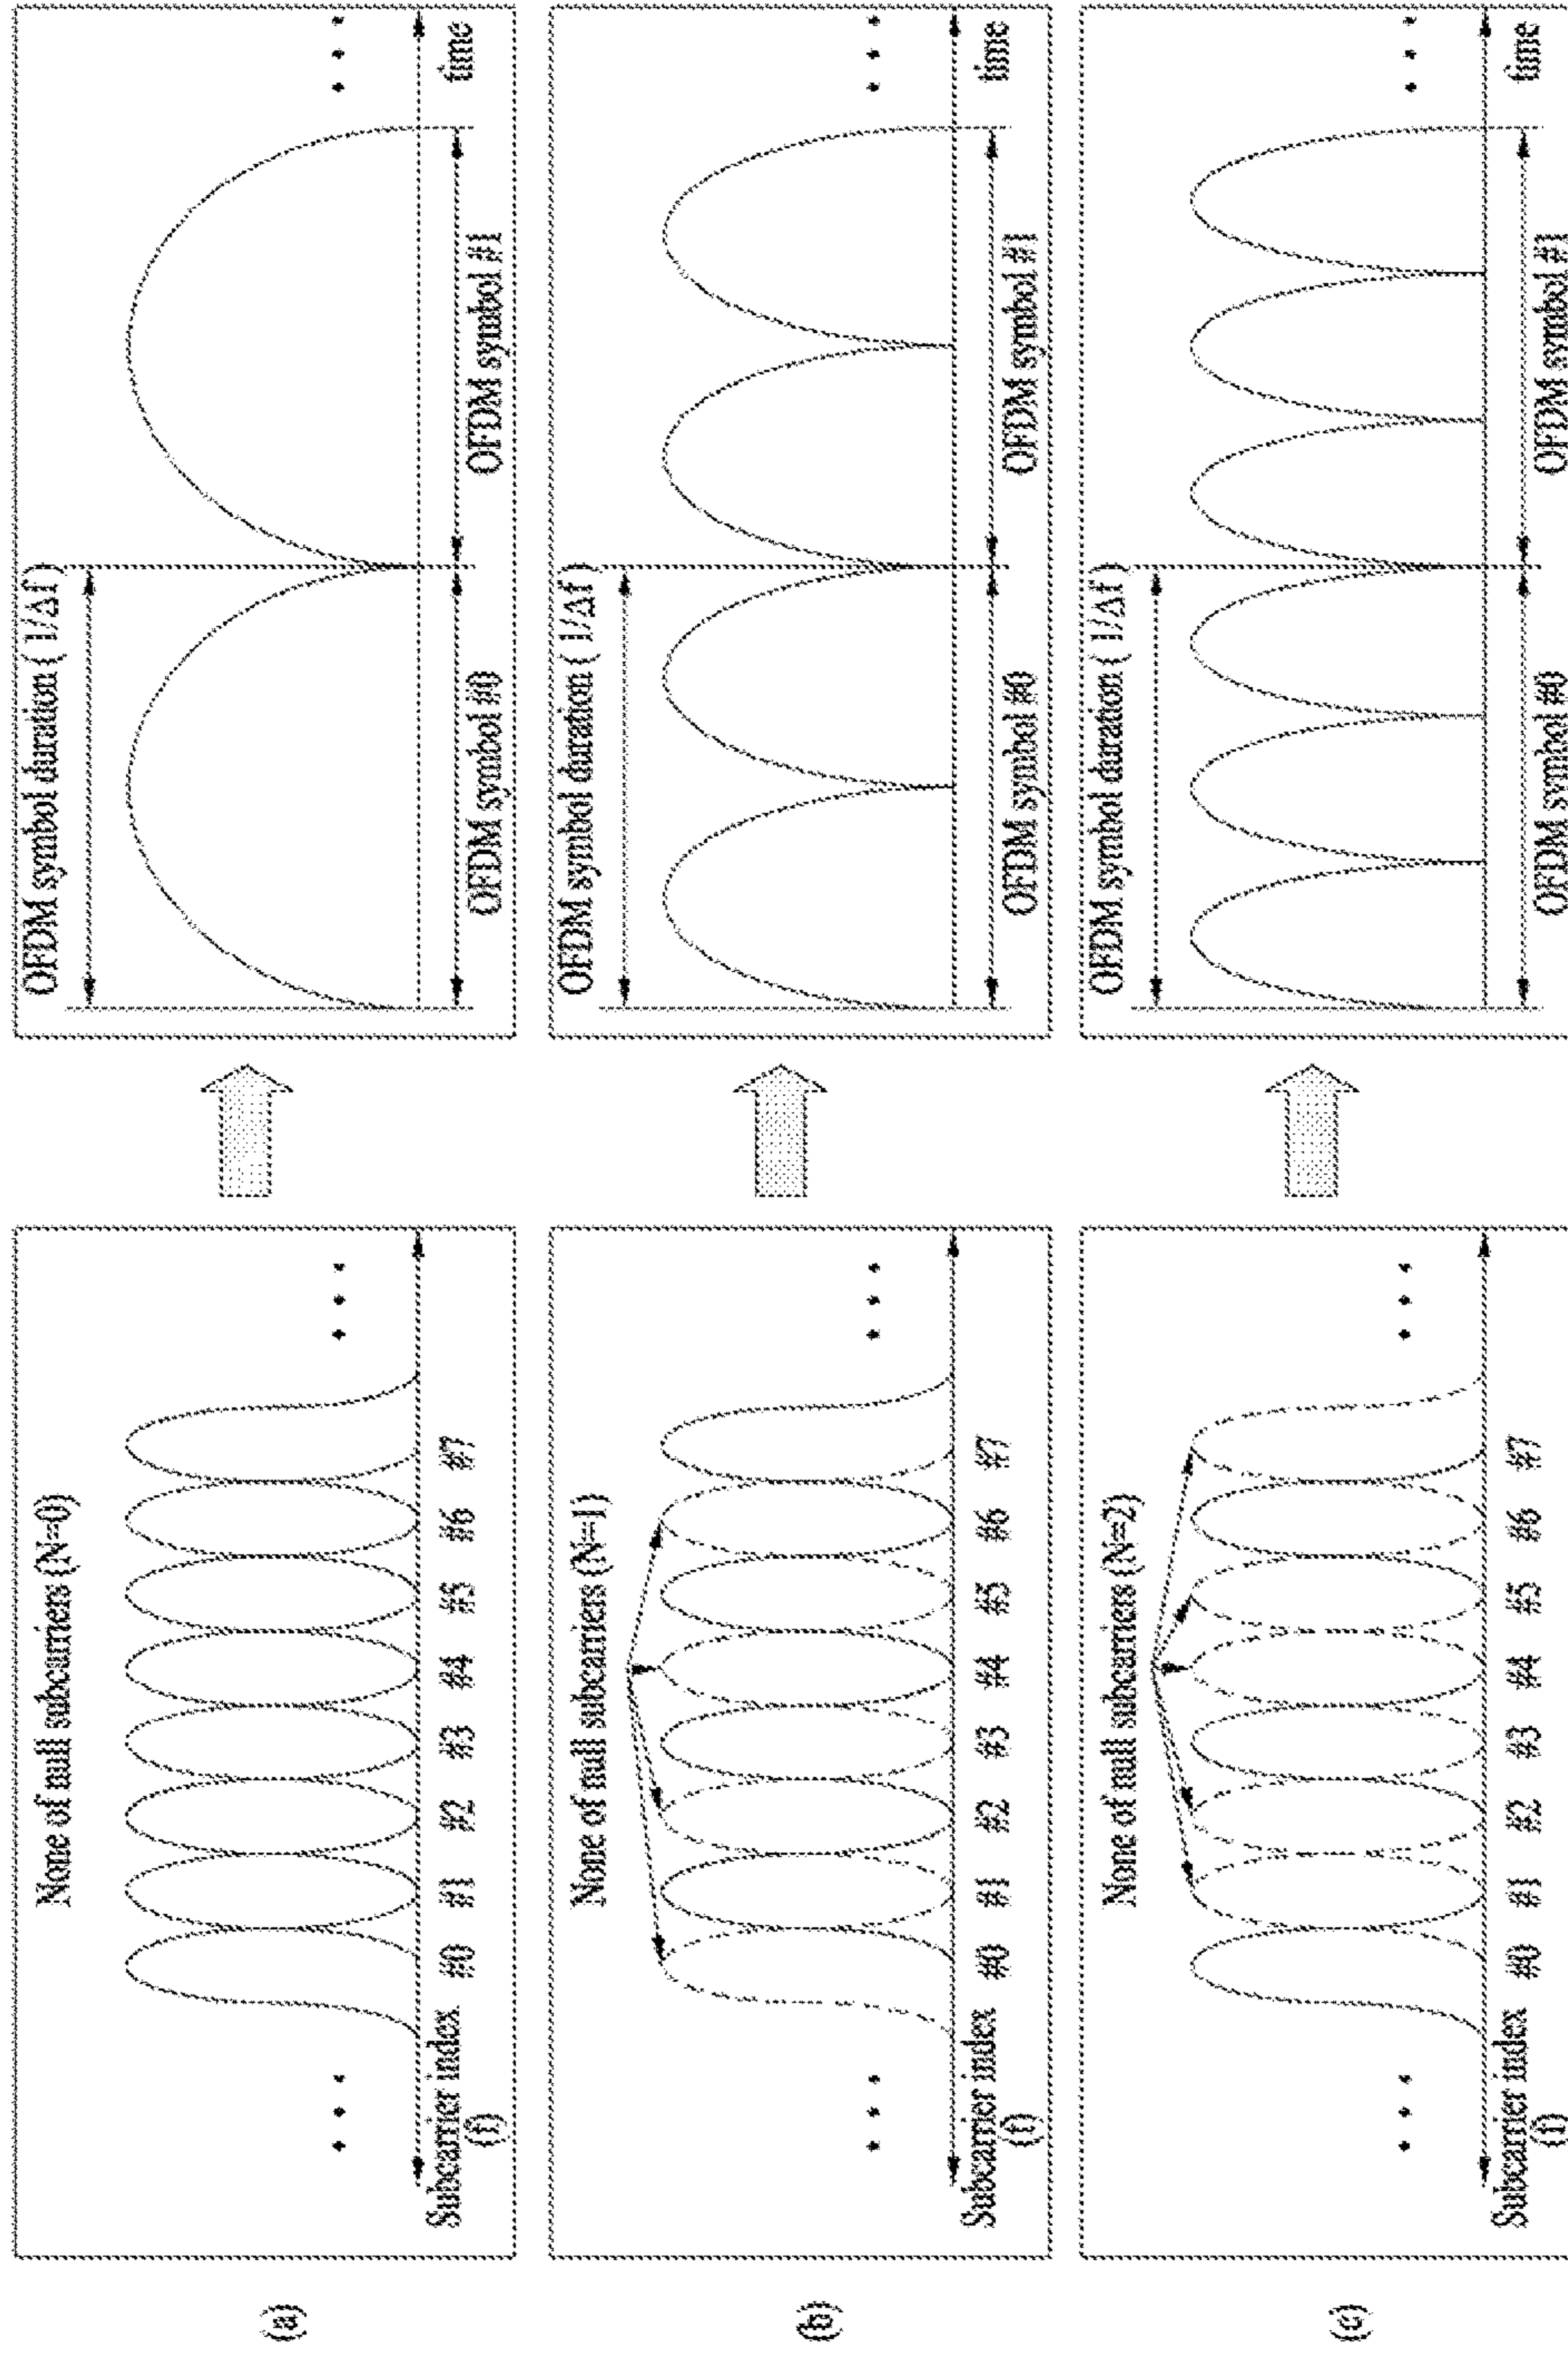 (a)
None of null subcarriers (N=0)
#0 #1 #2 #3 #4 #5 #6 #7
Subcarrier index
(f)
OFDM symbol duration ( 1/Δf )
OFDM symbol #0 OFDM symbol #1
time
(b)
None of null subcarriers (N=1)
#0 #1 #2 #3 #4 #5 #6 #7
Subcarrier index
(f)
OFDM symbol duration ( 1/Δf )
OFDM symbol #0 OFDM symbol #1
time
(c)
None of null subcarriers (N=2)
#0 #1 #2 #3 #4 #5 #6 #7
Subcarrier index
(f)
OFDM symbol duration ( 1/Δf )
OFDM symbol #0 OFDM symbol #1
time